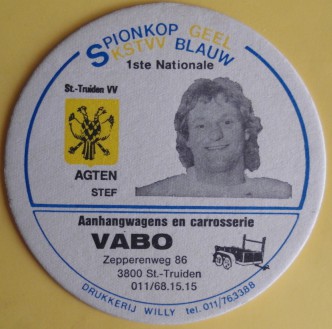 SPIONKOP GEEL
KSTVV BLAUW
1ste Nationale
St.-Truiden VV
AGTEN
STEF
Aanhangwagens en carrosserie
VABO
Zepperenweg 86
3800 St.-Truiden
011/68.15.15
DRUKKERIJ WILLY tel. 011/763388